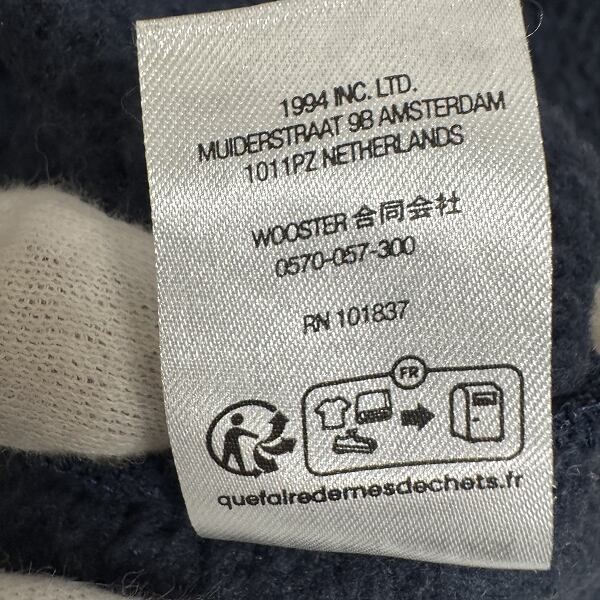 1994 INC. LTD.
MUIDERSTRAAT 9B AMSTERDAM
1011PZ NETHERLANDS
WOOSTER 合同会社
0570-057-300
RN 101837
FR
quefairedemesdechets.fr